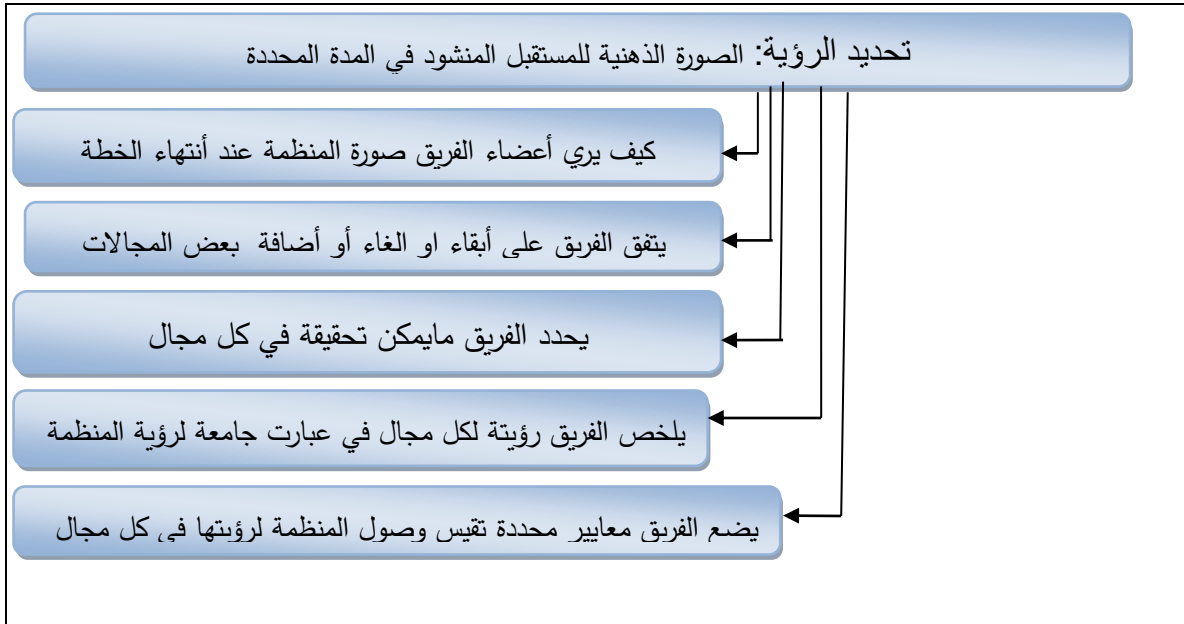 تحديد الرؤية: الصورة الذهنية للمستقبل المنشود في المدة المحددة
كيف يري أعضاء الفريق صورة المنظمة عند أنتهاء الخطة
يتفق الفريق على أبقاء او الغاء أو أضافة بعض المجالات
يحدد الفريق مايمكن تحقيقة في كل مجال
يلخص الفريق رؤيتة لكل مجال في عبارت جامعة لرؤية المنظمة
يضع الفريق معايير محددة تقيس وصول المنظمة لرؤيتها في كل مجال